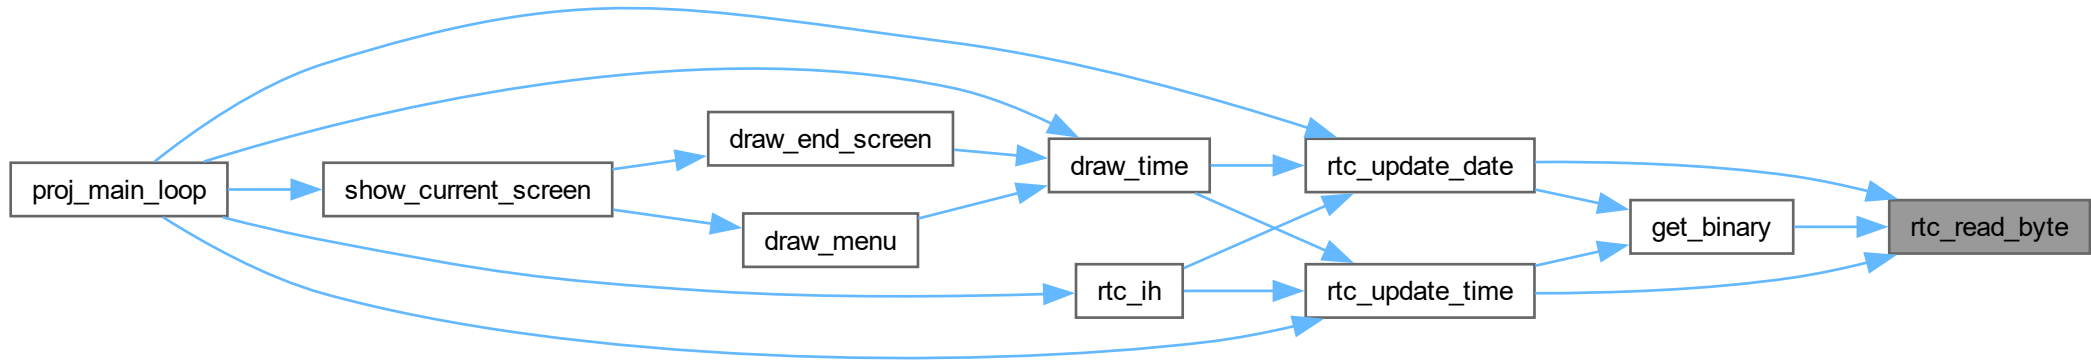 proj_main_loop
show_current_screen
draw_end_screen
draw_menu
draw_time
rtc_ih
rtc_update_date
rtc_update_time
get_binary
rtc_read_byte